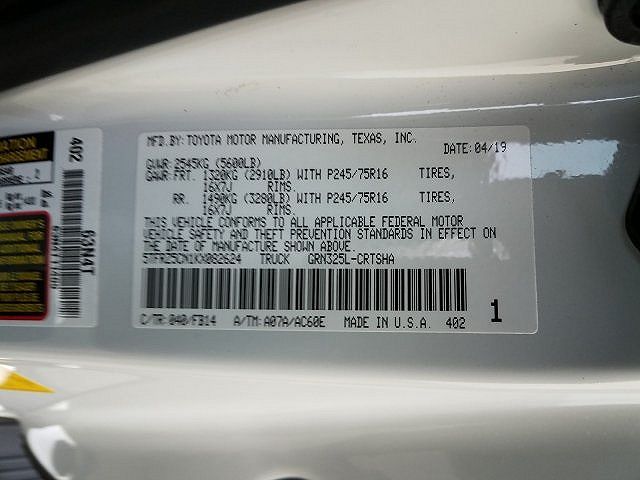 MFD.BY:TOYOTA MOTOR MANUFACTURING, TEXAS, INC.
DATE:04/19
GVWR:2545KG (5600LB)
GAWR:FRT. 1320KG (2910LB) WITH P245/75R16 TIRES,
16X7J RIMS.
RR. 1490KG (3280LB) WITH P245/75R16 TIRES,
16X7J RIMS.
THIS VEHICLE CONFORMS TO ALL APPLICABLE FEDERAL MOTOR
VEHICLE SAFETY AND THEFT PREVENTION STANDARDS IN EFFECT ON
THE DATE OF MANUFACTURE SHOWN ABOVE.
5TFRZ5CN1KX082624 TRUCK GRN325L-CRTSHA
C/TR:040/FB14 A/TM:A07A/AC60E MADE IN U.S.A. 402 1
402
63N4T